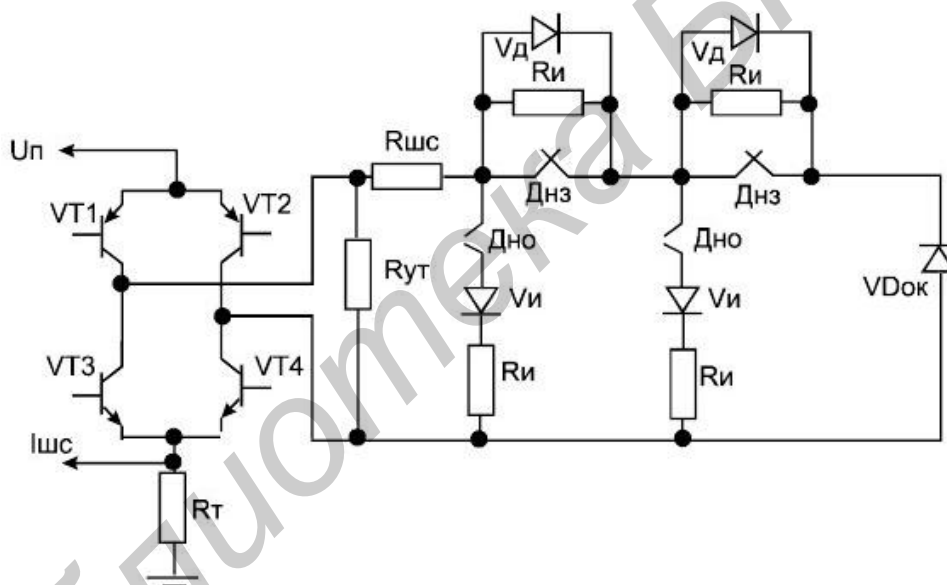 Vд
Rи
Vд
Rи
Uп
Rшс
VT1
VT2
Днз
Днз
Дно
Дно
Rут
Vи
Vи
VDок
VT3
VT4
Rи
Rи
Iшс
Rт
блиотека Б